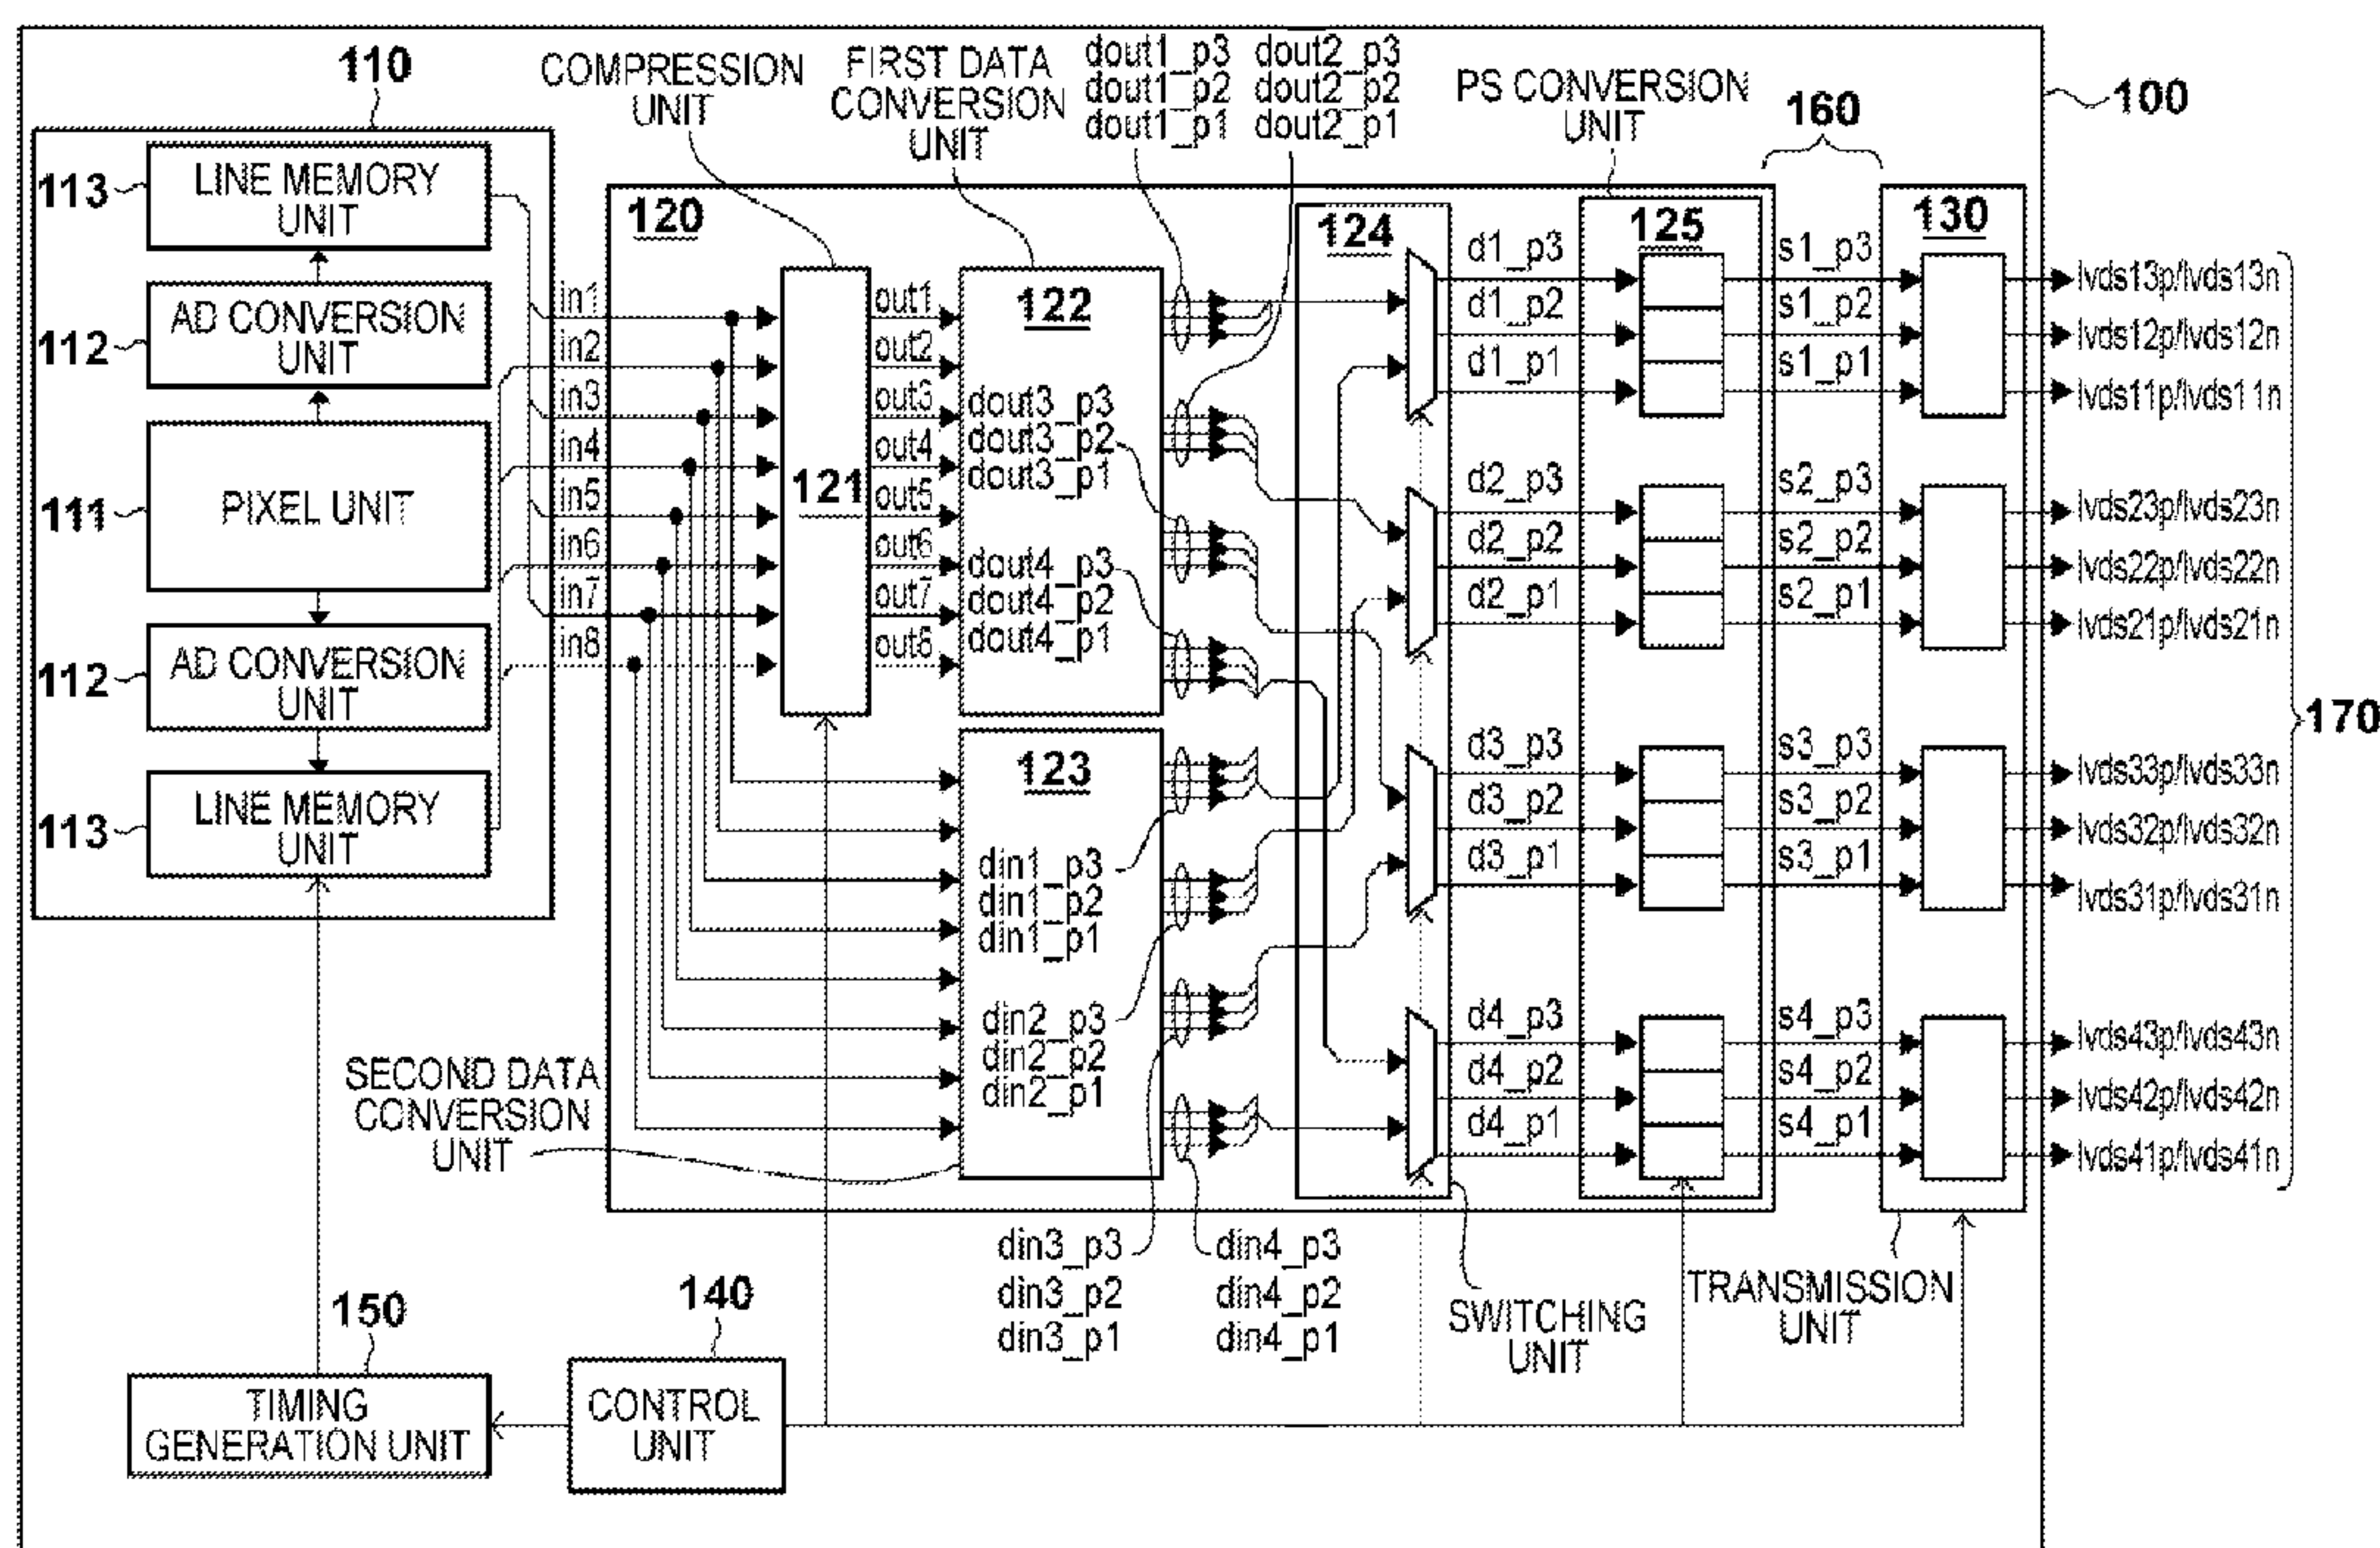 110
COMPRESSION
UNIT
FIRST DATA
CONVERSION
UNIT
dout1_p3 dout2_p3
dout1_p2 dout2_p2
dout1_p1 dout2_p1
PS CONVERSION
UNIT
160
100
113
LINE MEMORY
UNIT
112
AD CONVERSION
UNIT
111
PIXEL UNIT
112
AD CONVERSION
UNIT
113
LINE MEMORY
UNIT
in1
in2
in3
in4
in5
in6
in7
in8
120
121
out1
out2
out3
out4
out5
out6
out7
out8
122
dout3_p3
dout3_p2
dout3_p1
dout4_p3
dout4_p2
dout4_p1
123
din1_p3
din1_p2
din1_p1
din2_p3
din2_p2
din2_p1
SECOND DATA
CONVERSION
UNIT
din3_p3 din4_p3
din3_p2 din4_p2
din3_p1 din4_p1
124
d1_p3
d1_p2
d1_p1
d2_p3
d2_p2
d2_p1
d3_p3
d3_p2
d3_p1
d4_p3
d4_p2
d4_p1
125
s1_p3
s1_p2
s1_p1
s2_p3
s2_p2
s2_p1
s3_p3
s3_p2
s3_p1
s4_p3
s4_p2
s4_p1
130
lvds13p/lvds13n
lvds12p/lvds12n
lvds11p/lvds11n
lvds23p/lvds23n
lvds22p/lvds22n
lvds21p/lvds21n
lvds33p/lvds33n
lvds32p/lvds32n
lvds31p/lvds31n
lvds43p/lvds43n
lvds42p/lvds42n
lvds41p/lvds41n
170
SWITCHING
UNIT
TRANSMISSION
UNIT
150
TIMING
GENERATION UNIT
140
CONTROL
UNIT